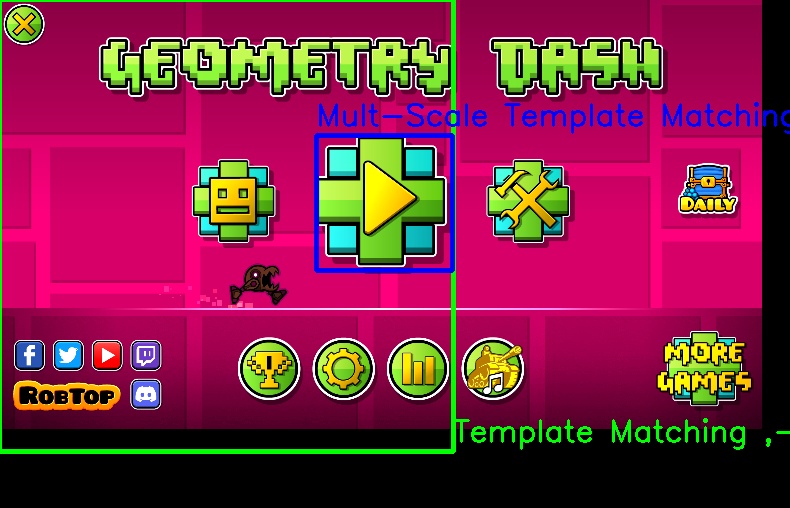 GEOMETRY DASH
Mult-Scale Template Matching
DAILY
MORE
GAMES
ROBTOP
Template Matching ,-